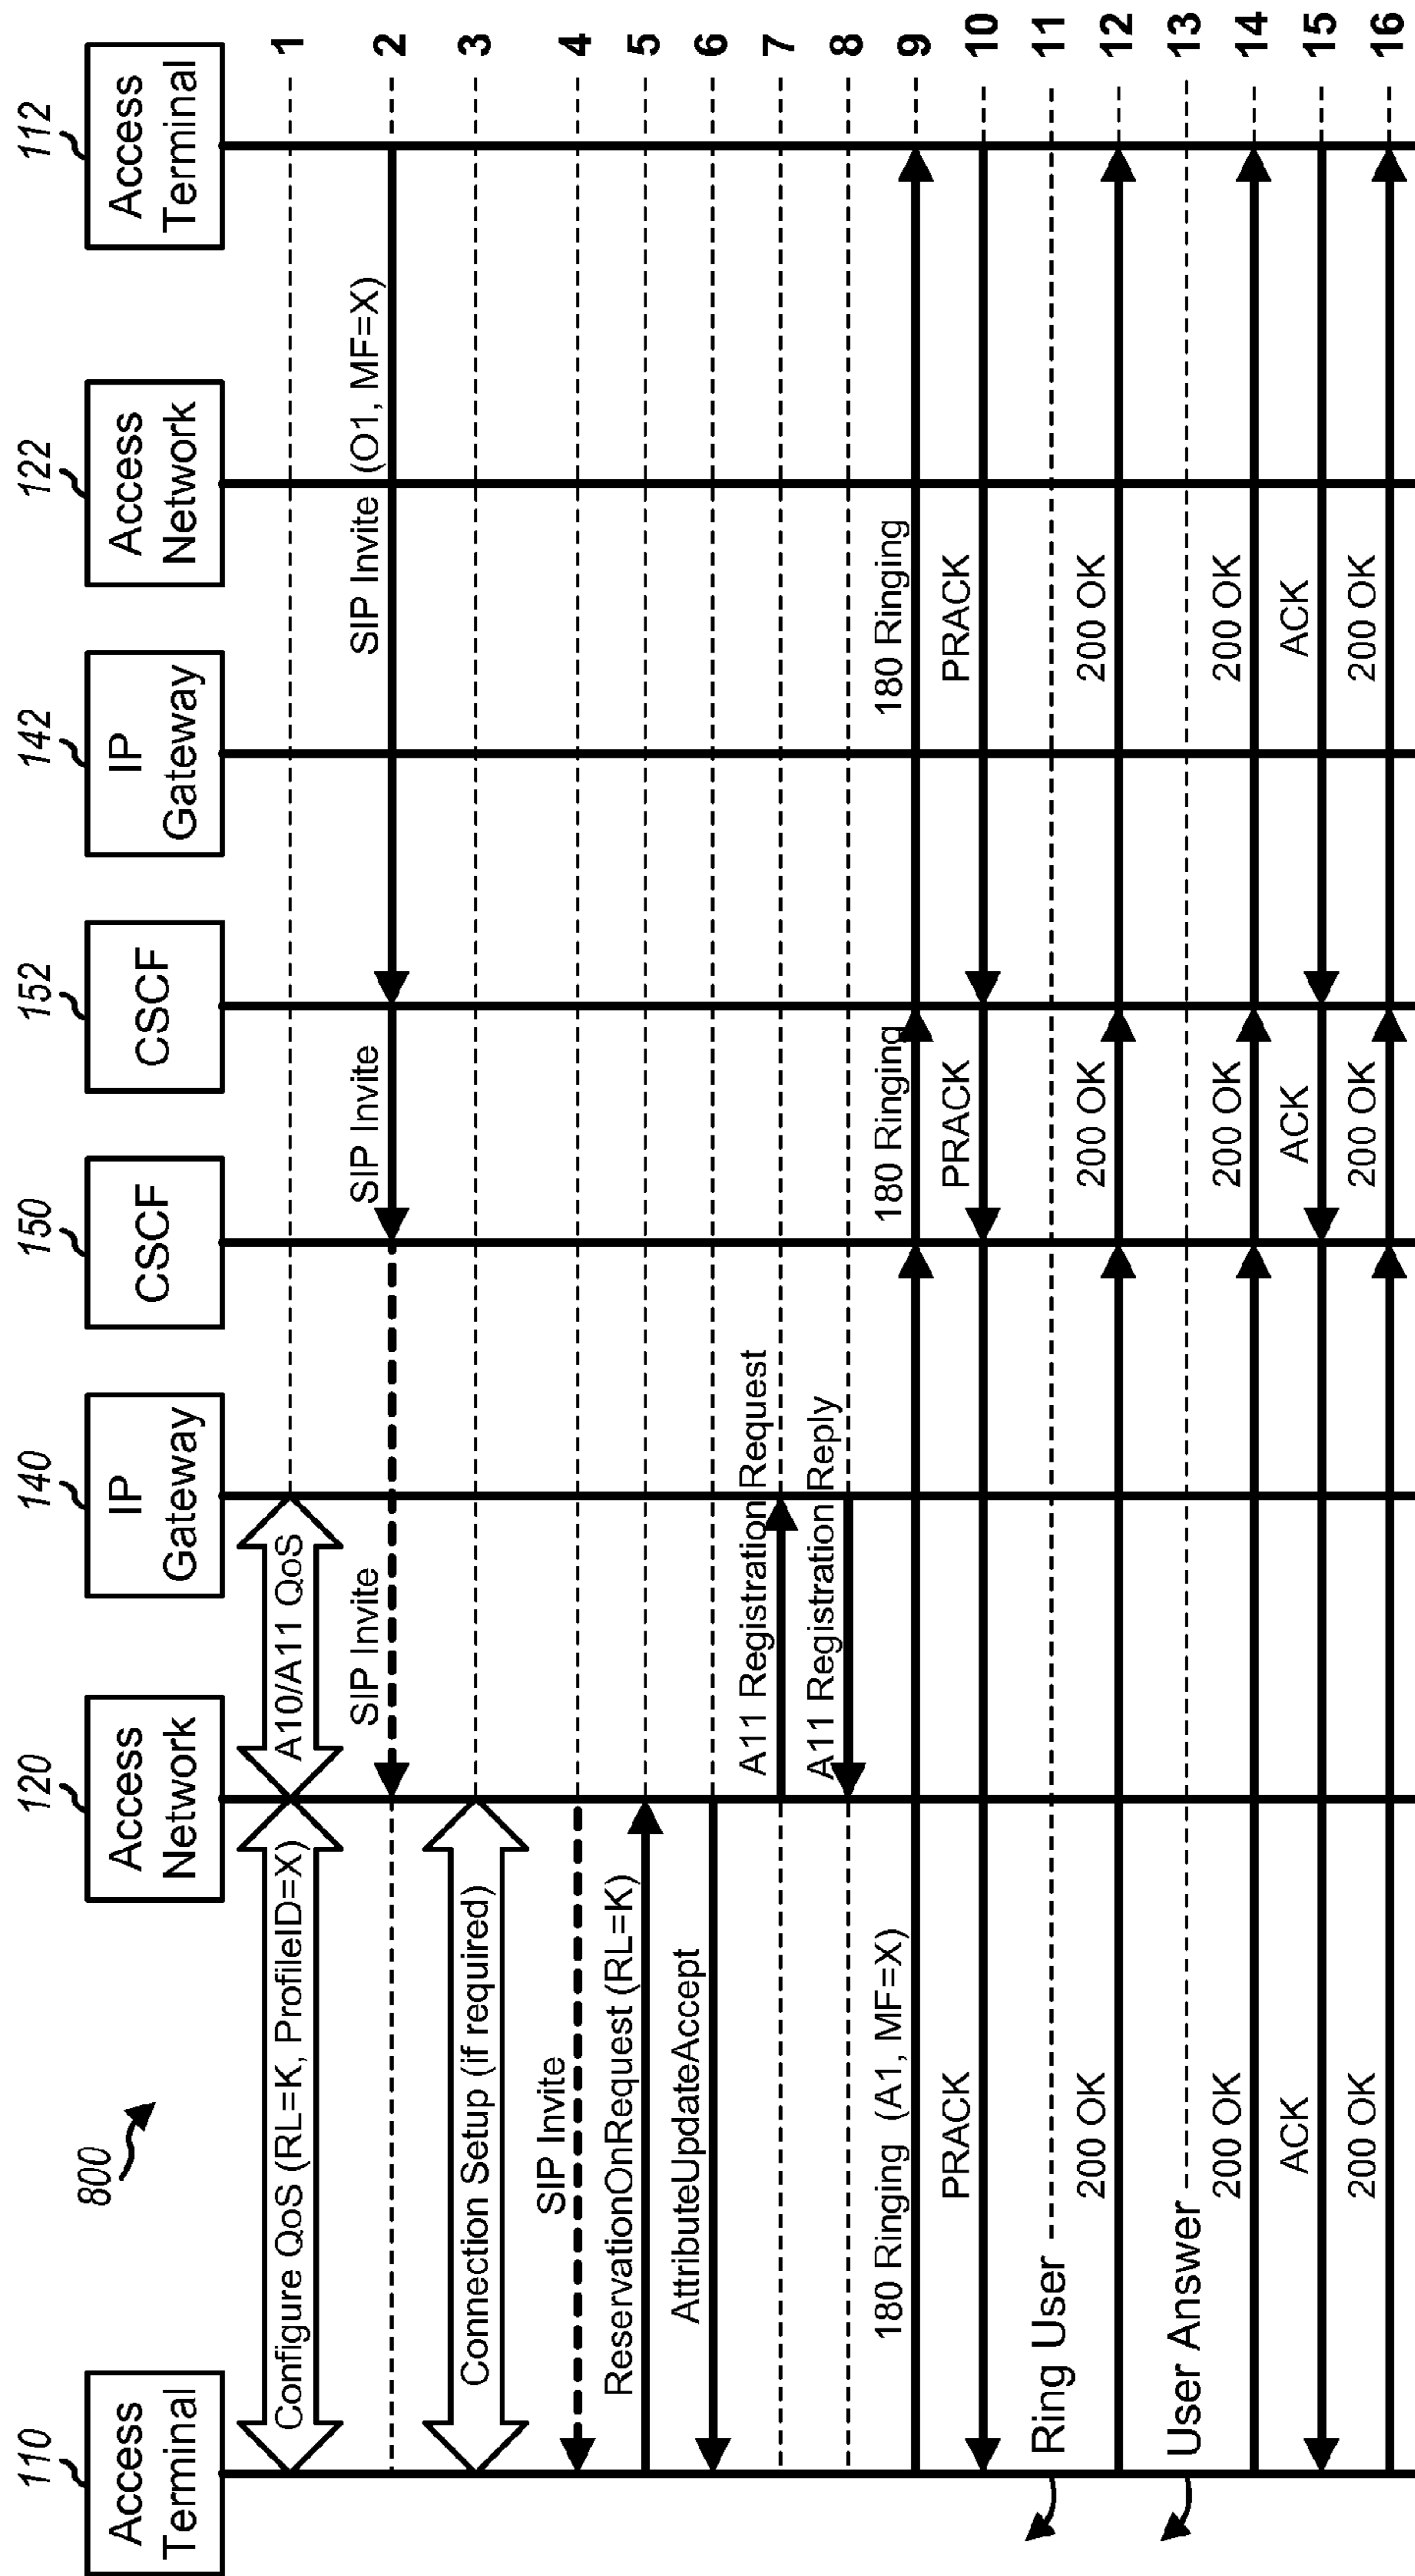 800
110
Access
Terminal
120
Access
Network
140
IP
Gateway
150
CSCF
152
CSCF
142
IP
Gateway
122
Access
Network
112
Access
Terminal
Configure QoS (RL=K, ProfileID=X)
A10/A11 QoS
1
SIP Invite
SIP Invite
SIP Invite (O1, MF=X)
2
Connection Setup (if required)
3
SIP Invite
4
ReservationOnRequest (RL=K)
5
AttributeUpdateAccept
6
A11 Registration Request
7
A11 Registration Reply
8
180 Ringing (A1, MF=X)
180 Ringing
180 Ringing
9
PRACK
PRACK
PRACK
10
Ring User
11
200 OK
200 OK
200 OK
12
User Answer
13
200 OK
200 OK
200 OK
14
ACK
ACK
ACK
15
200 OK
200 OK
200 OK
16